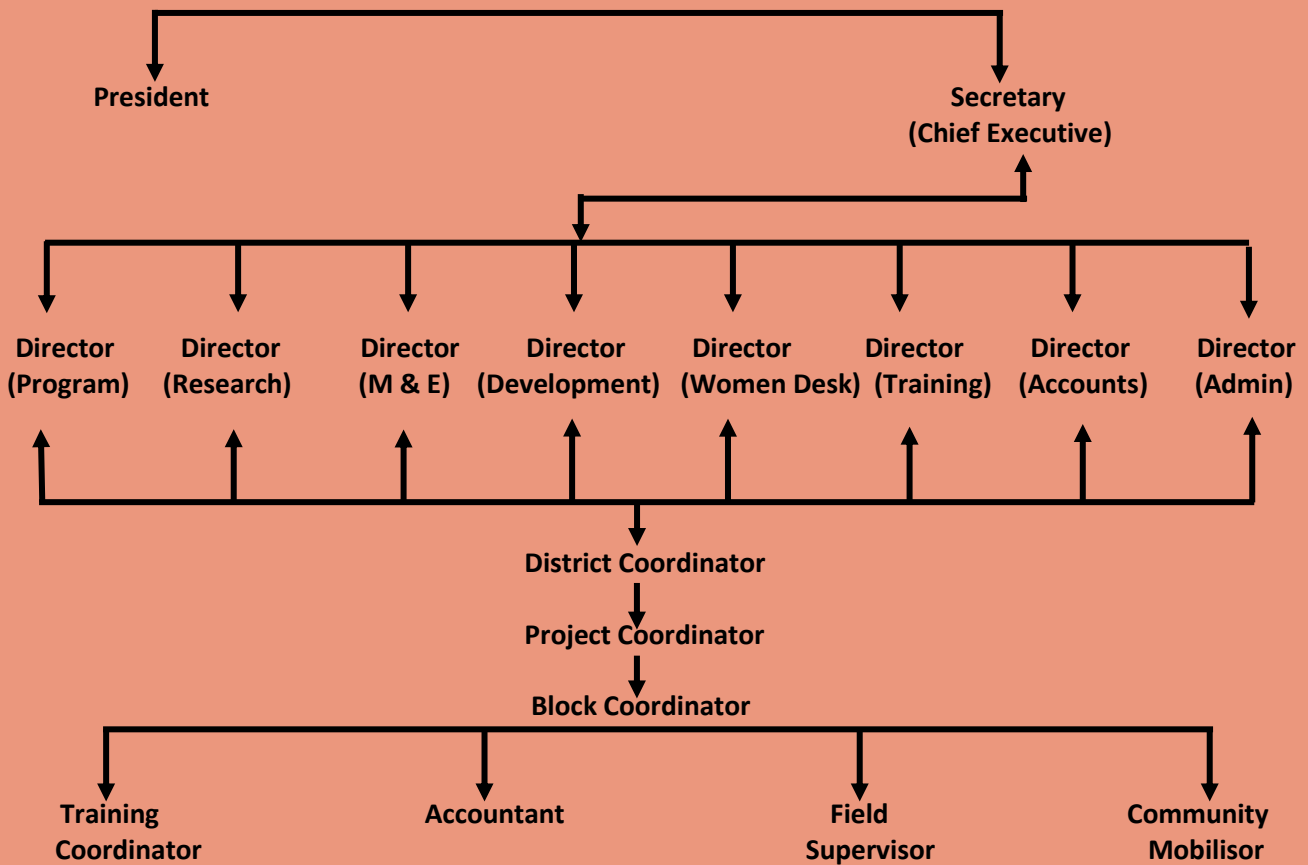 President
Secretary
(Chief Executive)
Director
(Program)
Director
(Research)
Director
(M & E)
Director
(Development)
Director
(Women Desk)
Director
(Training)
Director
(Accounts)
Director
(Admin)
District Coordinator
Project Coordinator
Block Coordinator
Training
Coordinator
Accountant
Field
Supervisor
Community
Mobilisor